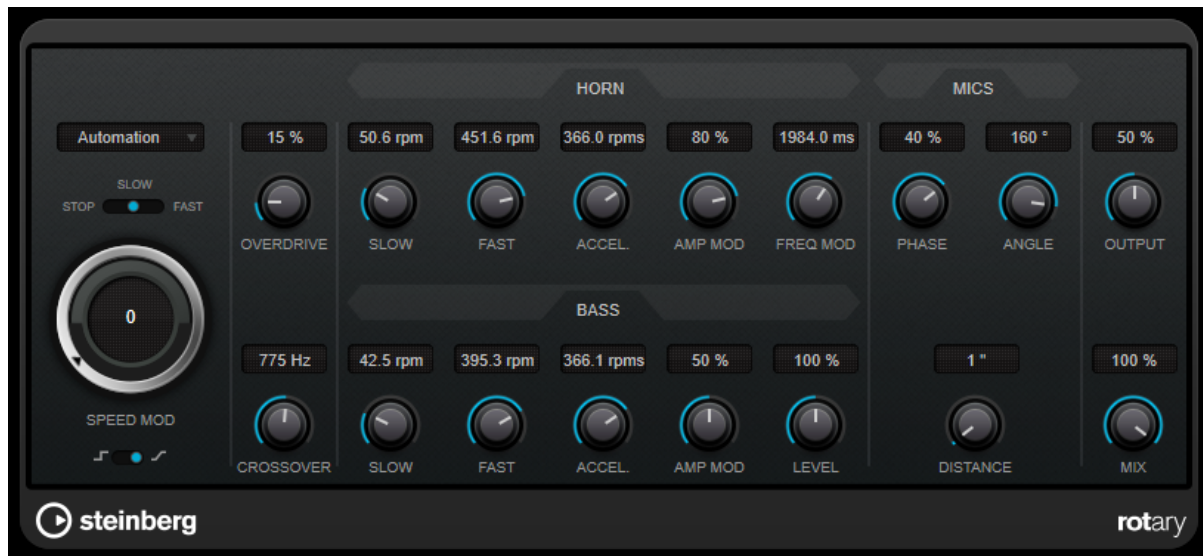 HORN MICS
Automation 15 % 50.6 rpm 451.6 rpm 366.0 rpms 80 % 1984.0 ms 40 % 160 ° 50 %
SLOW
STOP FAST
OVERDRIVE SLOW FAST ACCEL. AMP MOD FREQ MOD PHASE ANGLE OUTPUT
BASS
0
775 Hz 42.5 rpm 395.3 rpm 366.1 rpms 50 % 100 % 1 " 100 %
SPEED MOD
CROSSOVER SLOW FAST ACCEL. AMP MOD LEVEL DISTANCE MIX
steinberg rotary